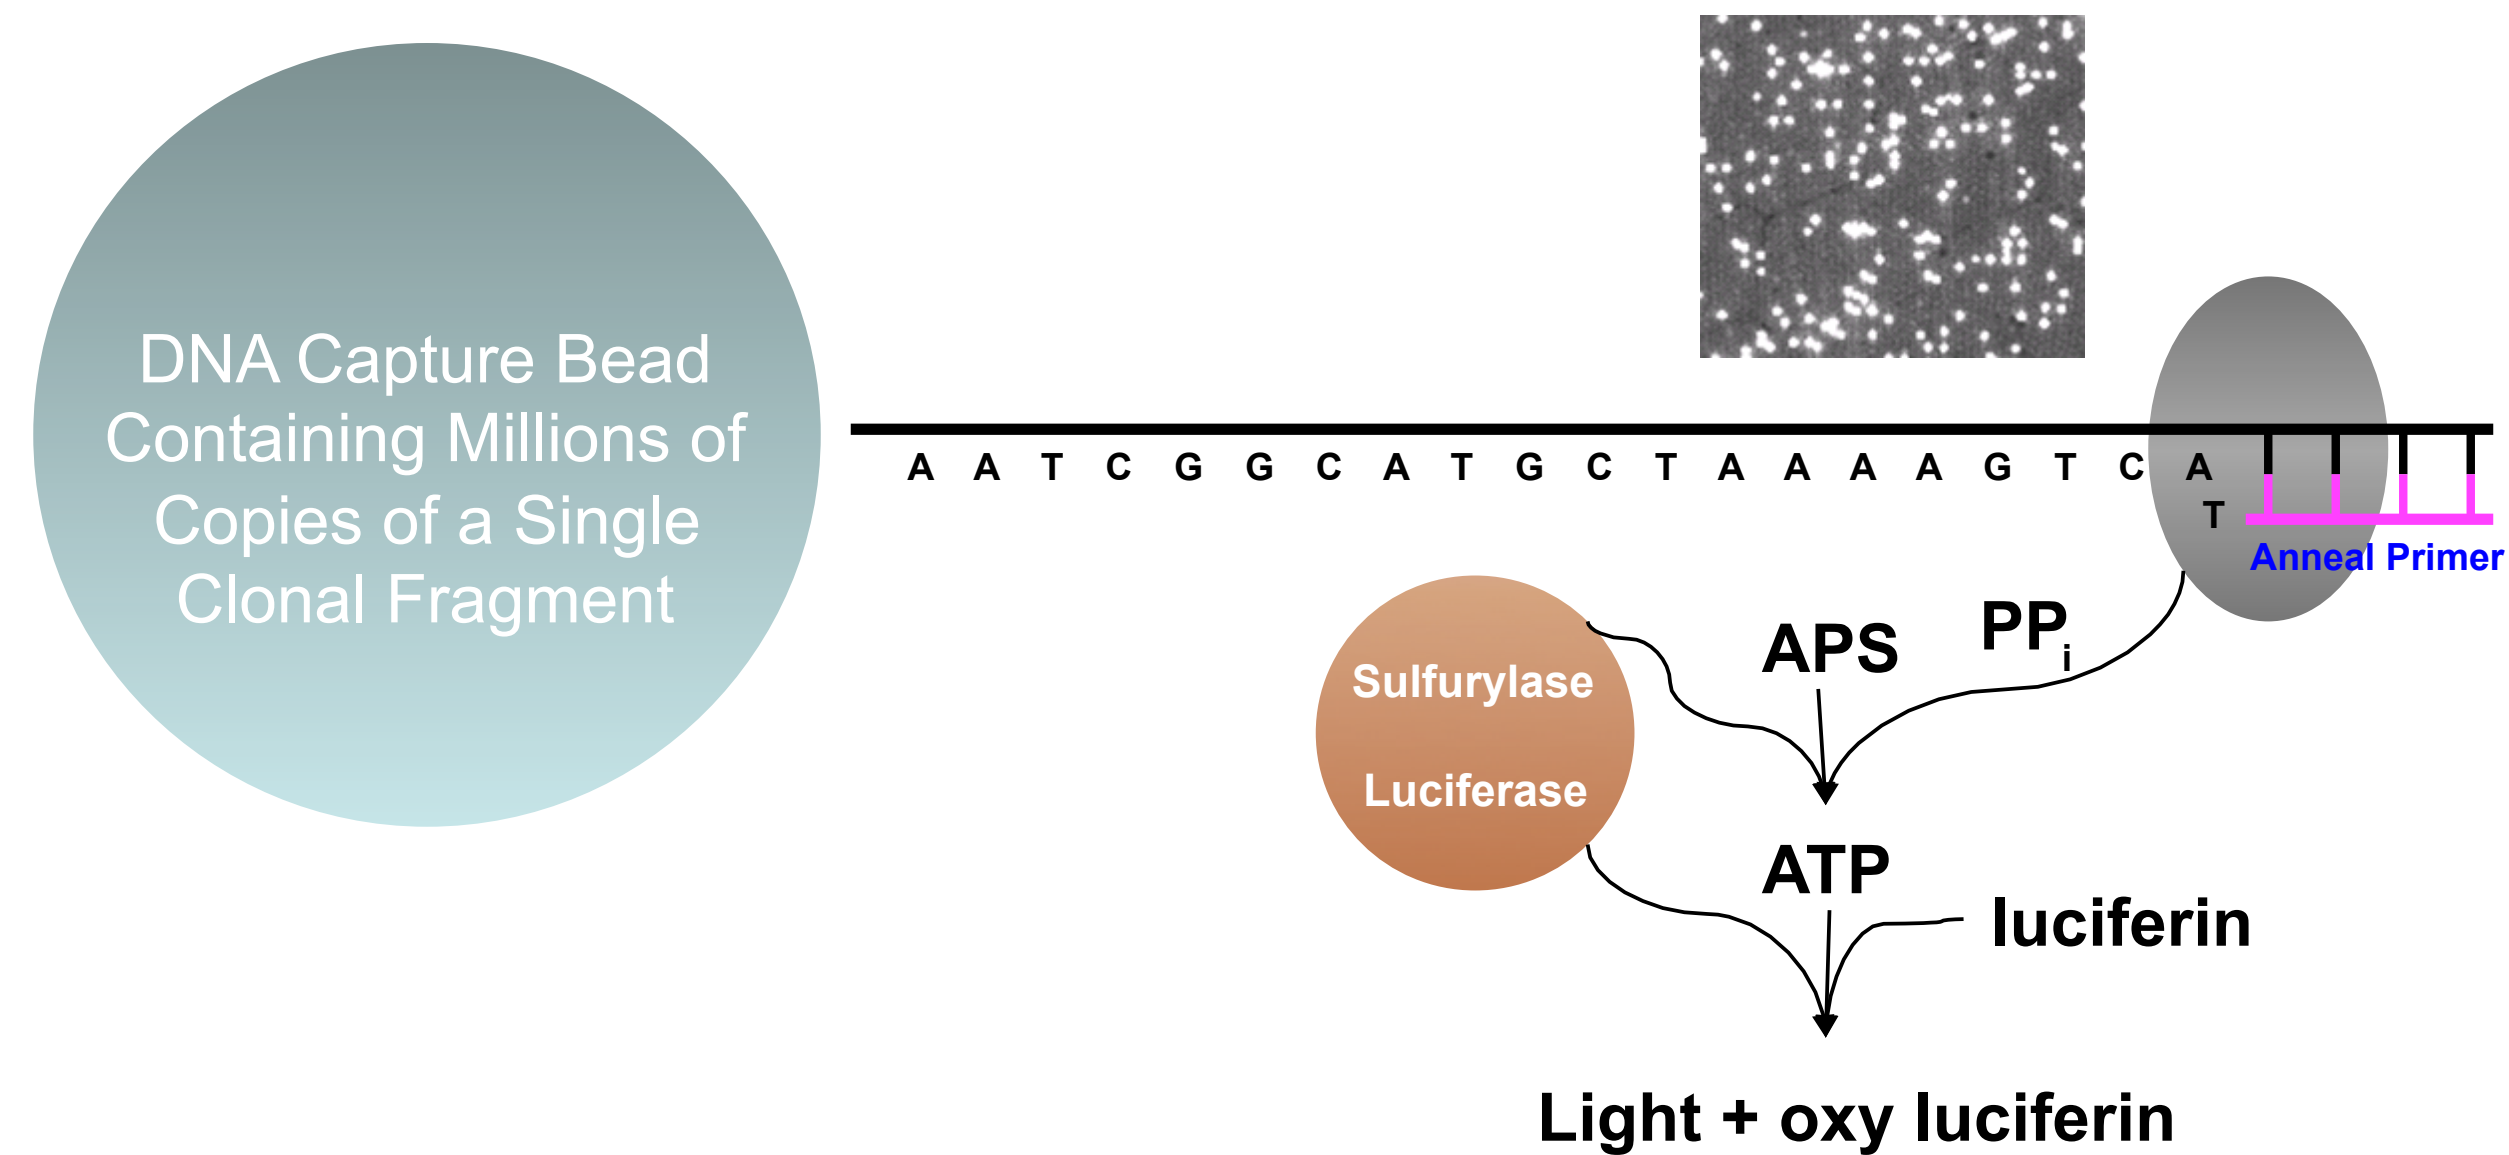 DNA Capture Bead
Containing Millions of
Copies of a Single
Clonal Fragment
A A T C G G C A T G C T A A A A G T C A
T
Anneal Primer
Sulfurylase
Luciferase
APS
PPi
ATP
luciferin
Light + oxy luciferin